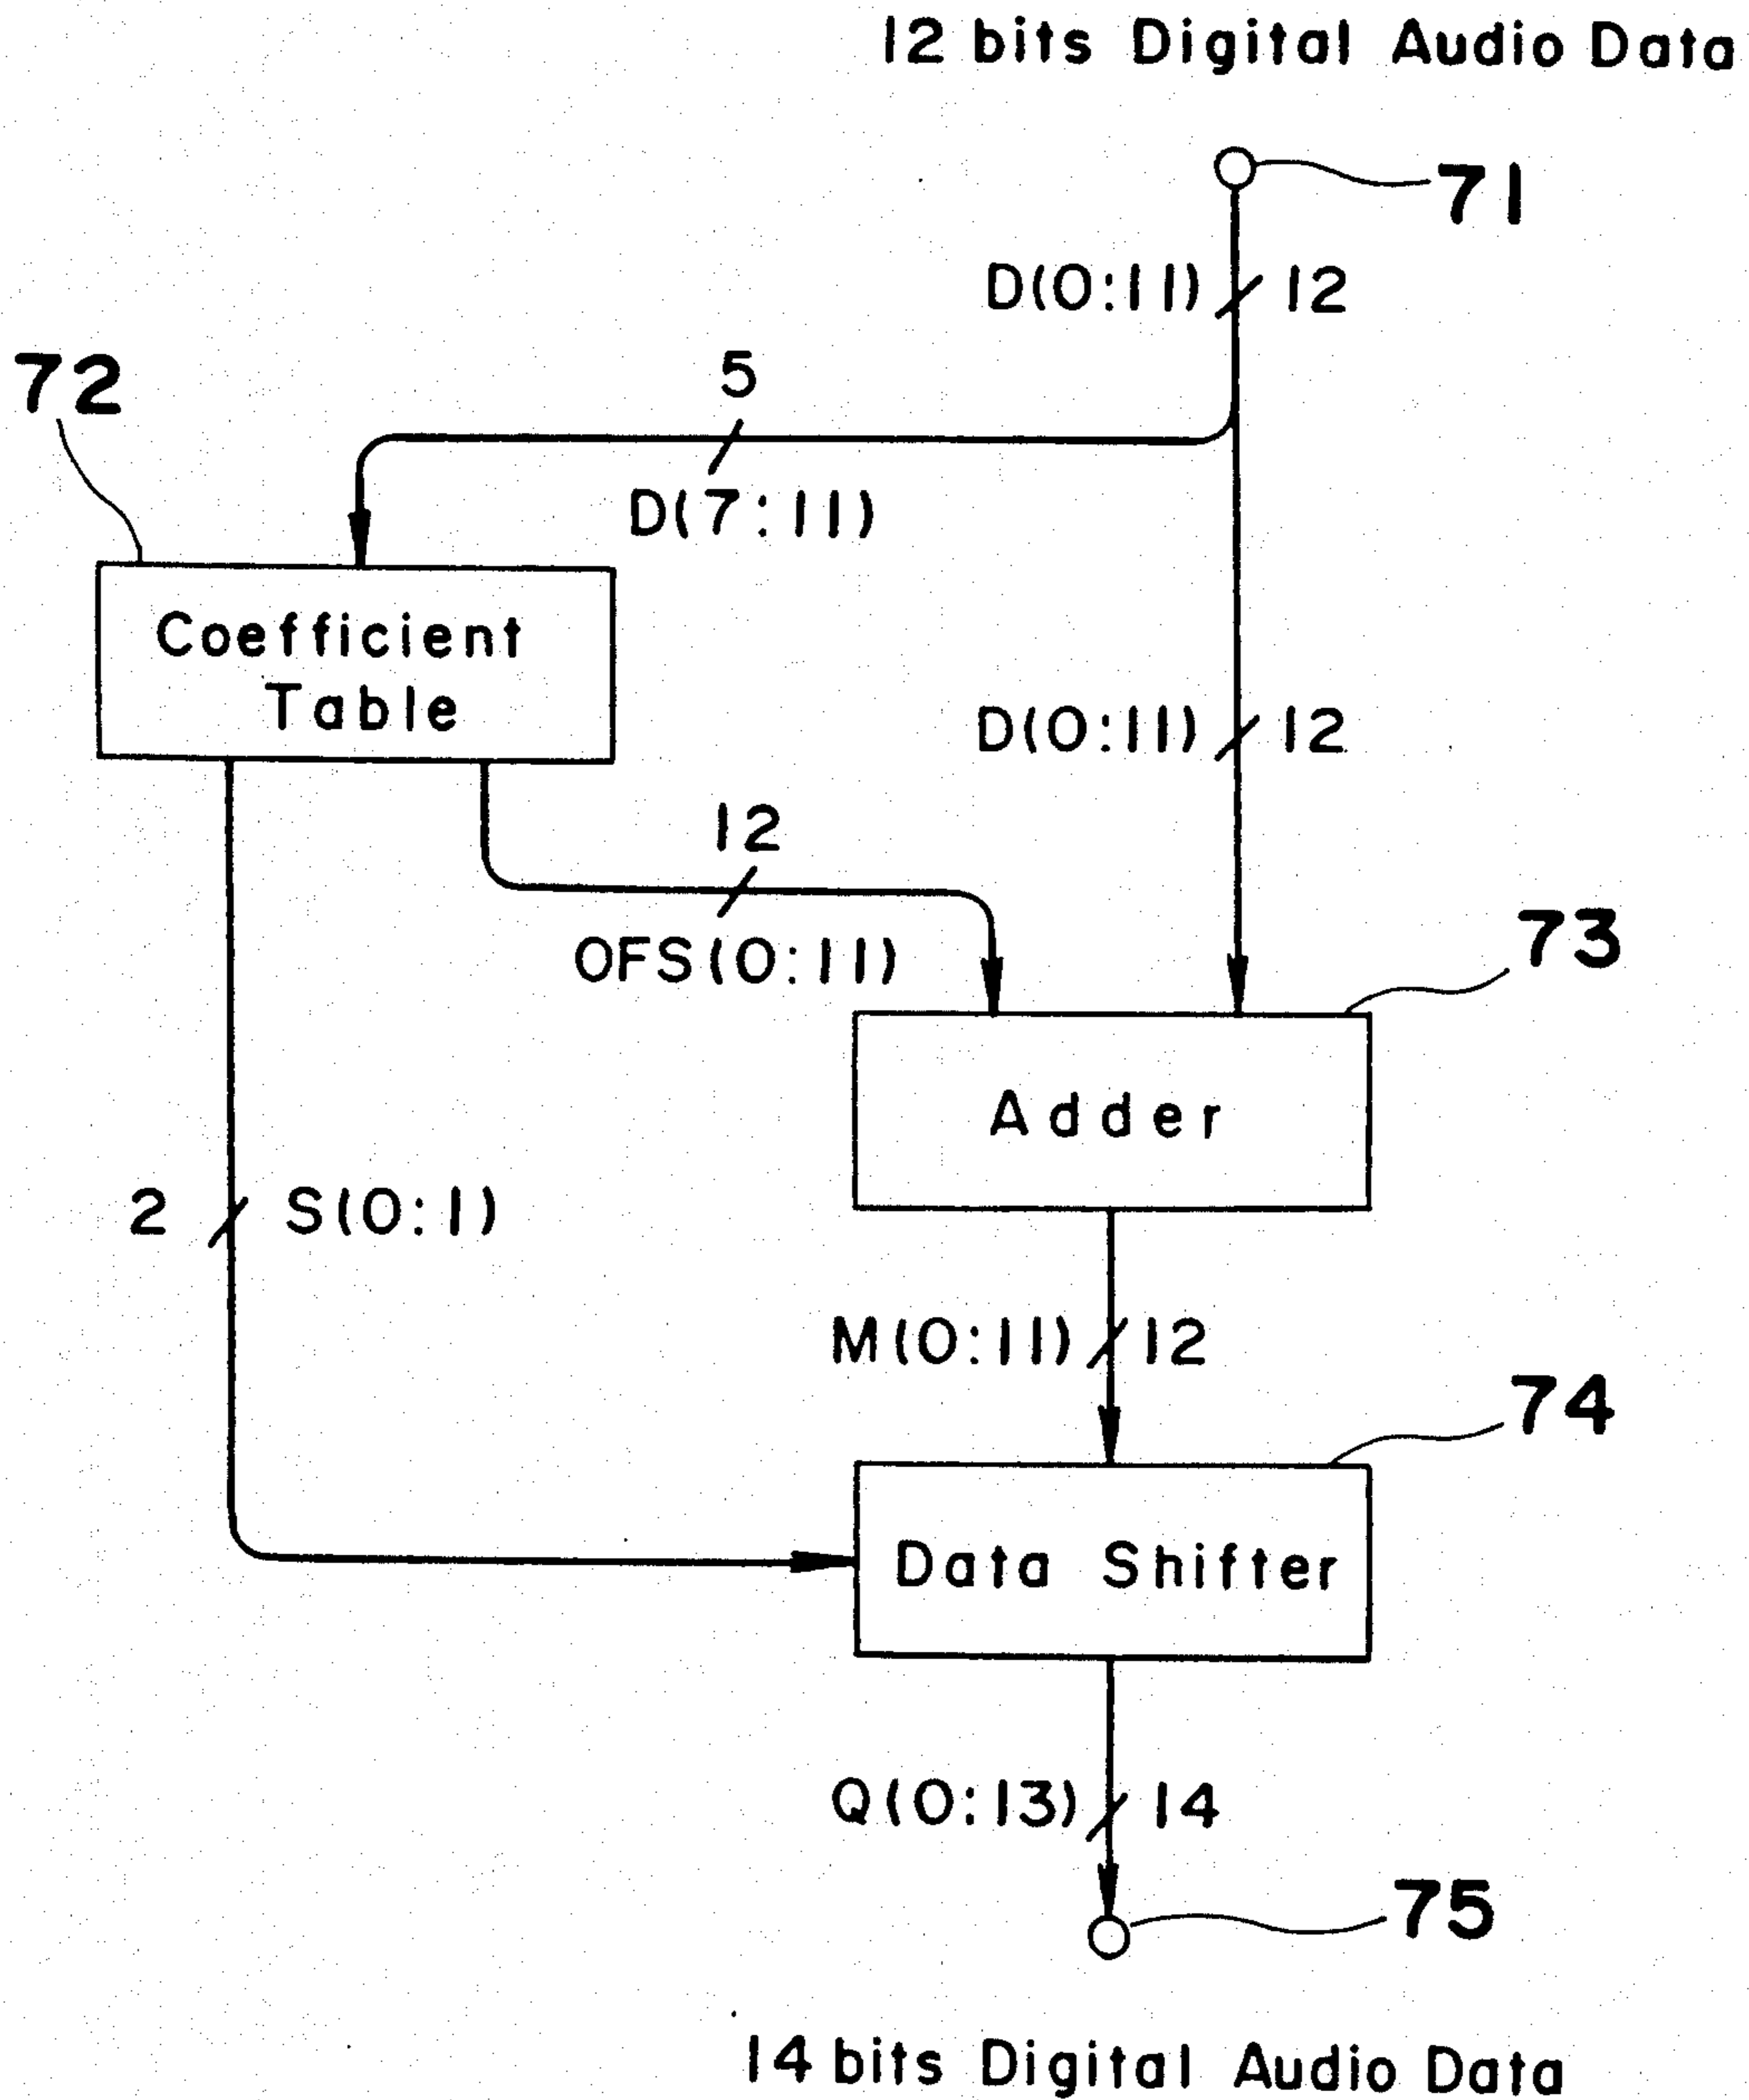 12 bits Digital Audio Data
71
D(0:11) 12
72
5
D(7:11)
Coefficient
Table
D(0:11) 12
12
OFS(0:11)
73
Adder
2 S(0:1)
M(0:11) 12
74
Data Shifter
Q(0:13) 14
75
14 bits Digital Audio Data